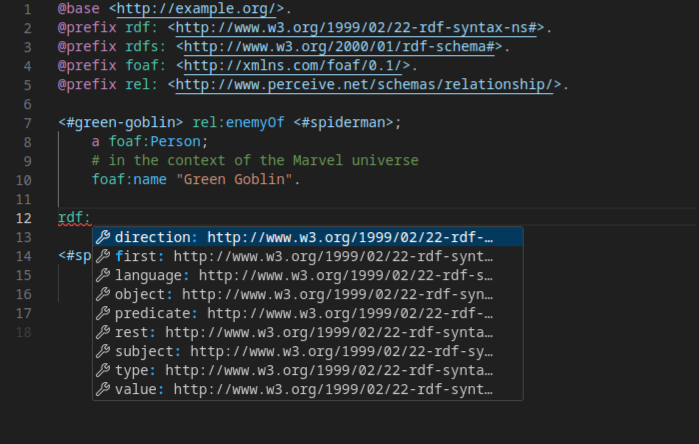 1 @base <http://example.org/>.
2 @prefix rdf: <http://www.w3.org/1999/02/22-rdf-syntax-ns#>.
3 @prefix rdfs: <http://www.w3.org/2000/01/rdf-schema#>.
4 @prefix foaf: <http://xmlns.com/foaf/0.1/>.
5 @prefix rel: <http://www.perceive.net/schemas/relationship/>.
6
7 <#green-goblin> rel:enemyOf <#spiderman>;
8 a foaf:Person;
9 # in the context of the Marvel universe
10 foaf:name "Green Goblin".
11
12 rdf:
13 direction: http://www.w3.org/1999/02/22-rdf-…
14 <#sp first: http://www.w3.org/1999/02/22-rdf-synt…
15 language: http://www.w3.org/1999/02/22-rdf-s…
16 object: http://www.w3.org/1999/02/22-rdf-syn…
17 predicate: http://www.w3.org/1999/02/22-rdf-…
18 rest: http://www.w3.org/1999/02/22-rdf-synta…
subject: http://www.w3.org/1999/02/22-rdf-sy…
type: http://www.w3.org/1999/02/22-rdf-synta…
value: http://www.w3.org/1999/02/22-rdf-synt…